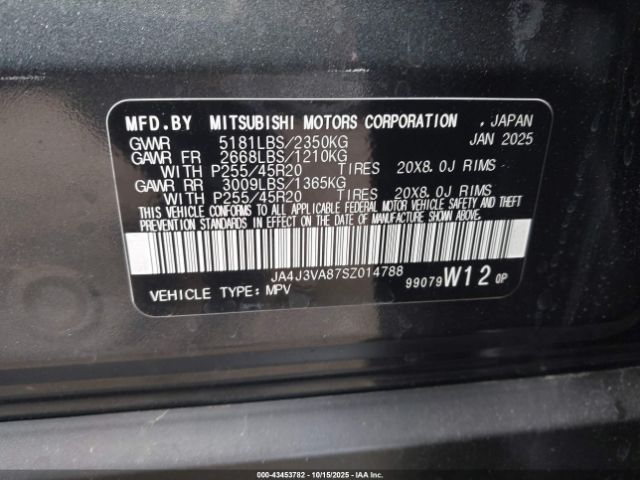 MFD.BY MITSUBISHI MOTORS CORPORATION , JAPAN
GVWR 5181LBS/2350KG JAN 2025
GAWR FR 2668LBS/1210KG
WITH P255/45R20 TIRES 20X8.0J RIMS
GAWR RR 3009LBS/1365KG
WITH P255/45R20 TIRES 20X8.0J RIMS
THIS VEHICLE CONFORMS TO ALL APPLICABLE FEDERAL MOTOR VEHICLE SAFETY AND THEFT
PREVENTION STANDARDS IN EFFECT ON THE DATE OF MANUFACTURE SHOWN ABOVE.
JA4J3VA87SZ014788
99079W12 0P
VEHICLE TYPE: MPV
000-43453782 - 10/15/2025 - IAA, Inc.